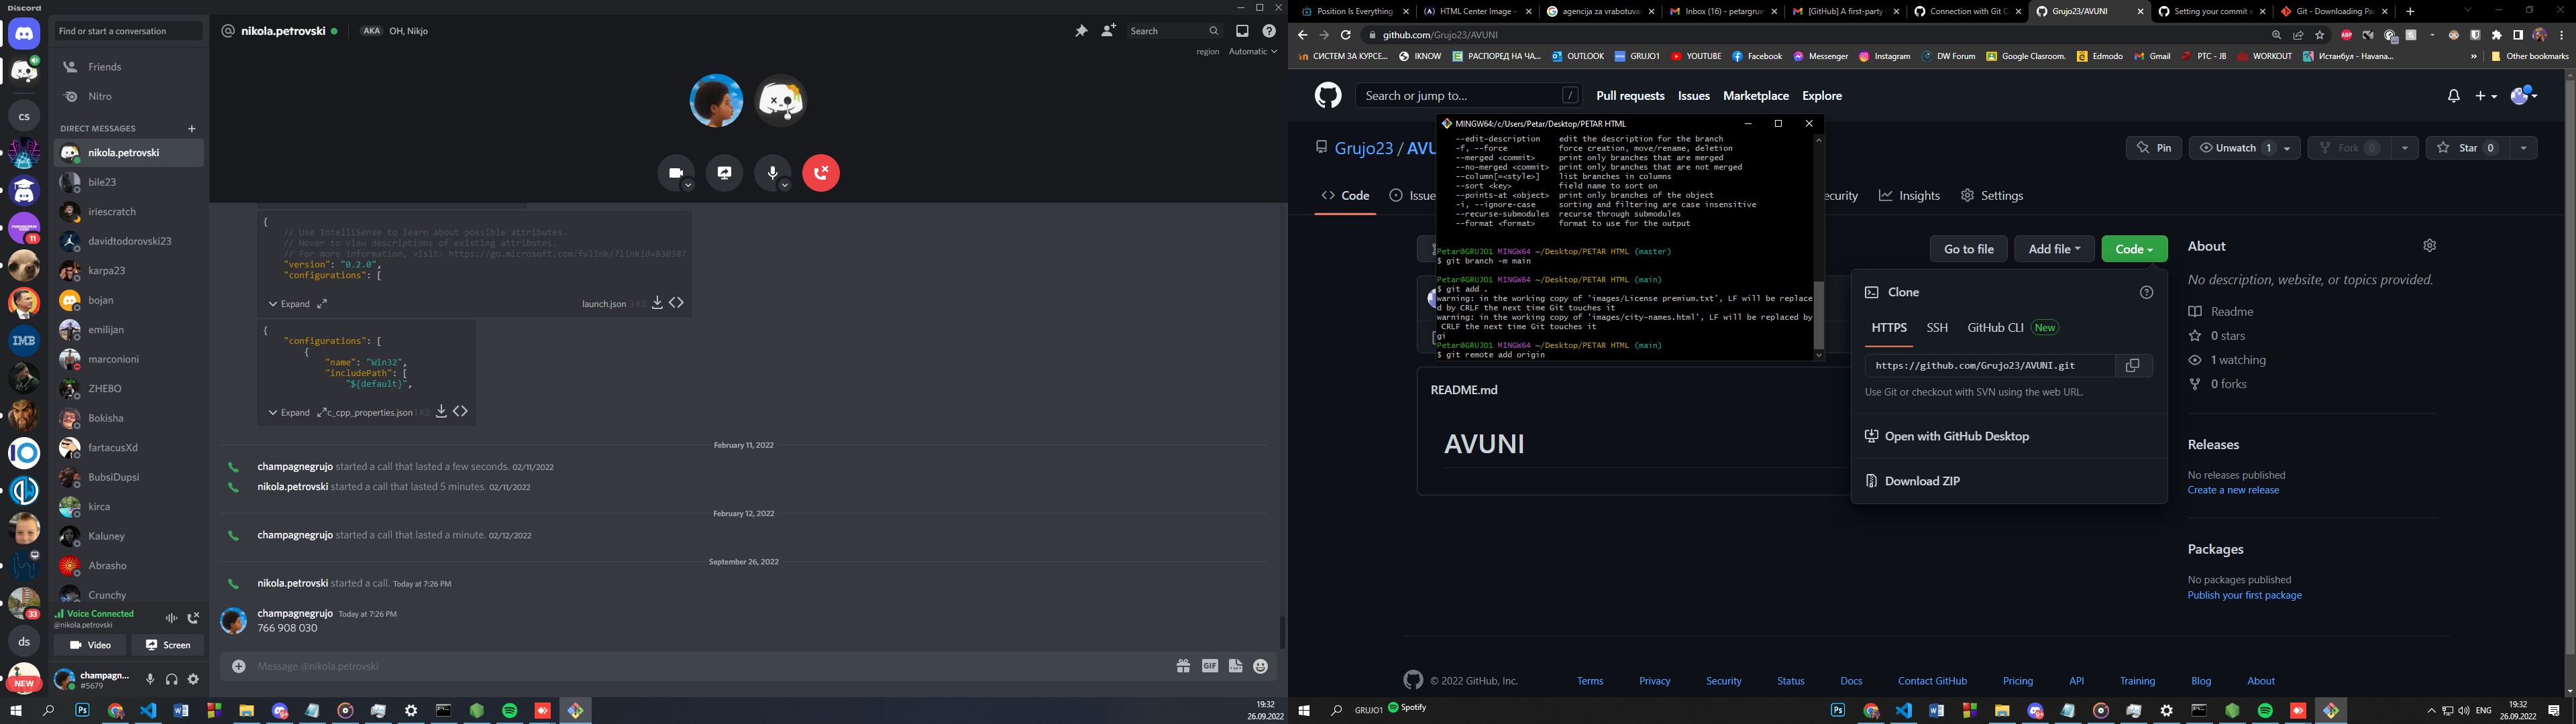 Discord
Find or start a conversation
Friends
Nitro
DIRECT MESSAGES
nikola.petrovski
bile23
iriescratch
davidtodorovski23
karpa23
bojan
emilijan
marconioni
ZHEBO
Bokisha
fartacusXd
BubsiDupsi
kirca
Kaluney
Abrasho
Crunchy
Voice Connected
@nikola.petrovski
Video
Screen
champagn...
#5679
CS
11
IMB
33
ds
NEW
@ nikola.petrovski
AKA OH, Nikjo
Search
region Automatic
{
// Use IntelliSense to learn about possible attributes.
// Hover to view descriptions of existing attributes.
// For more information, visit: https://go.microsoft.com/fwlink/?linkid=830387
"version": "0.2.0",
"configurations": [
Expand
launch.json
{
"configurations": [
{
"name": "Win32",
"includePath": [
"${default}",
Expand
c_cpp_properties.json
February 11, 2022
champagnegrujo started a call that lasted a few seconds. 02/11/2022
nikola.petrovski started a call that lasted 5 minutes. 02/11/2022
February 12, 2022
champagnegrujo started a call that lasted a minute. 02/12/2022
September 26, 2022
nikola.petrovski started a call. Today at 7:26 PM
champagnegrujo Today at 7:26 PM
766 908 030
Message @nikola.petrovski
GIF
19:32
26.09.2022
Position Is Everything
HTML Center Image –
agencija za vrabotuva
Inbox (16) - petargrue
[GitHub] A first-party
Connection with Git C
Grujo23/AVUNI
Setting your commit e
Git - Downloading Pac
github.com/Grujo23/AVUNI
СИСТЕМ ЗА КУРСЕ...
IKNOW
РАСПОРЕД НА ЧА...
OUTLOOK
GRUJO1
YOUTUBE
Facebook
Messenger
Instagram
DW Forum
Google Clasroom.
Edmodo
Gmail
PTC - JB
WORKOUT
Истанбул - Havana...
Other bookmarks
Search or jump to...
/
Pull requests
Issues
Marketplace
Explore
Grujo23 / AVU
Pin
Unwatch 1
Fork 0
Star 0
Code
Issue
ecurity
Insights
Settings
MINGW64:/c/Users/Petar/Desktop/PETAR HTML
--edit-description edit the description for the branch
-f, --force force creation, move/rename, deletion
--merged <commit> print only branches that are merged
--no-merged <commit> print only branches that are not merged
--column[=<style>] list branches in columns
--sort <key> field name to sort on
--points-at <object> print only branches of the object
-i, --ignore-case sorting and filtering are case insensitive
--recurse-submodules recurse through submodules
--format <format> format to use for the output
Petar@GRUJO1 MINGW64 ~/Desktop/PETAR HTML (master)
$ git branch -m main
Petar@GRUJO1 MINGW64 ~/Desktop/PETAR HTML (main)
$ git add .
warning: in the working copy of 'images/License premium.txt', LF will be replace
d by CRLF the next time Git touches it
warning: in the working copy of 'images/city-names.html', LF will be replaced by
CRLF the next time Git touches it
gi
Petar@GRUJO1 MINGW64 ~/Desktop/PETAR HTML (main)
$ git remote add origin
Go to file
Add file
Code
Clone
HTTPS
SSH
GitHub CLI New
https://github.com/Grujo23/AVUNI.git
Use Git or checkout with SVN using the web URL.
Open with GitHub Desktop
Download ZIP
README.md
AVUNI
About
No description, website, or topics provided.
Readme
0 stars
1 watching
0 forks
Releases
No releases published
Create a new release
Packages
No packages published
Publish your first package
© 2022 GitHub, Inc.
Terms
Privacy
Security
Status
Docs
Contact GitHub
Pricing
API
Training
Blog
About
GRUJO1
Spotify
ENG
19:32
26.09.2022